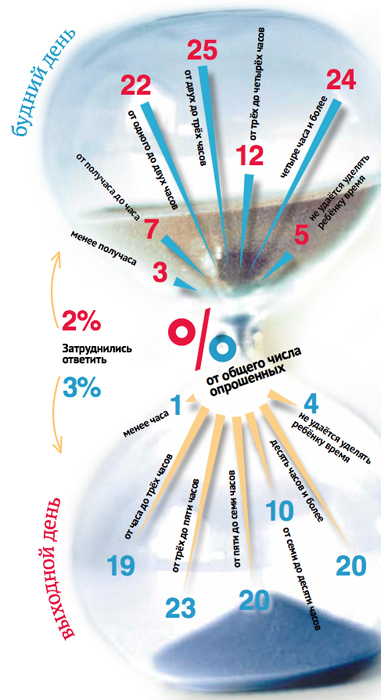 будний день
25
от двух до трёх часов
от трёх до четырёх часов
22
от одного до двух часов
24
четыре часа и более
12
от получаса до часа
7
не удаётся уделять
ребёнку время
5
менее получаса
3
2%
Затруднились
ответить
3%
%
от общего числа
опрошенных
менее часа
1
4
не удаётся уделять
ребёнку время
от часа до трёх часов
19
от трёх до пяти часов
23
от пяти до семи часов
20
10
от семи до десяти часов
десять часов и более
20
выходной день